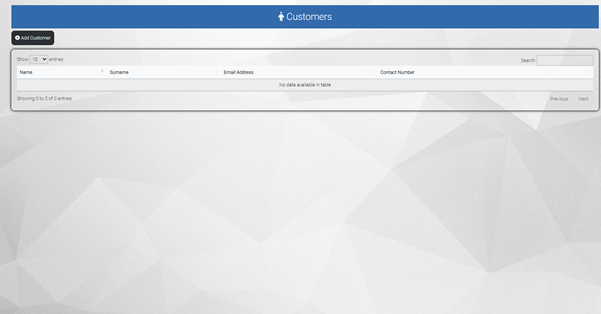 Customers
Add Customer
Show 10 entries Search:
Name Surname Email Address Contact Number
No data available in table
Showing 0 to 0 of 0 entries Previous Next